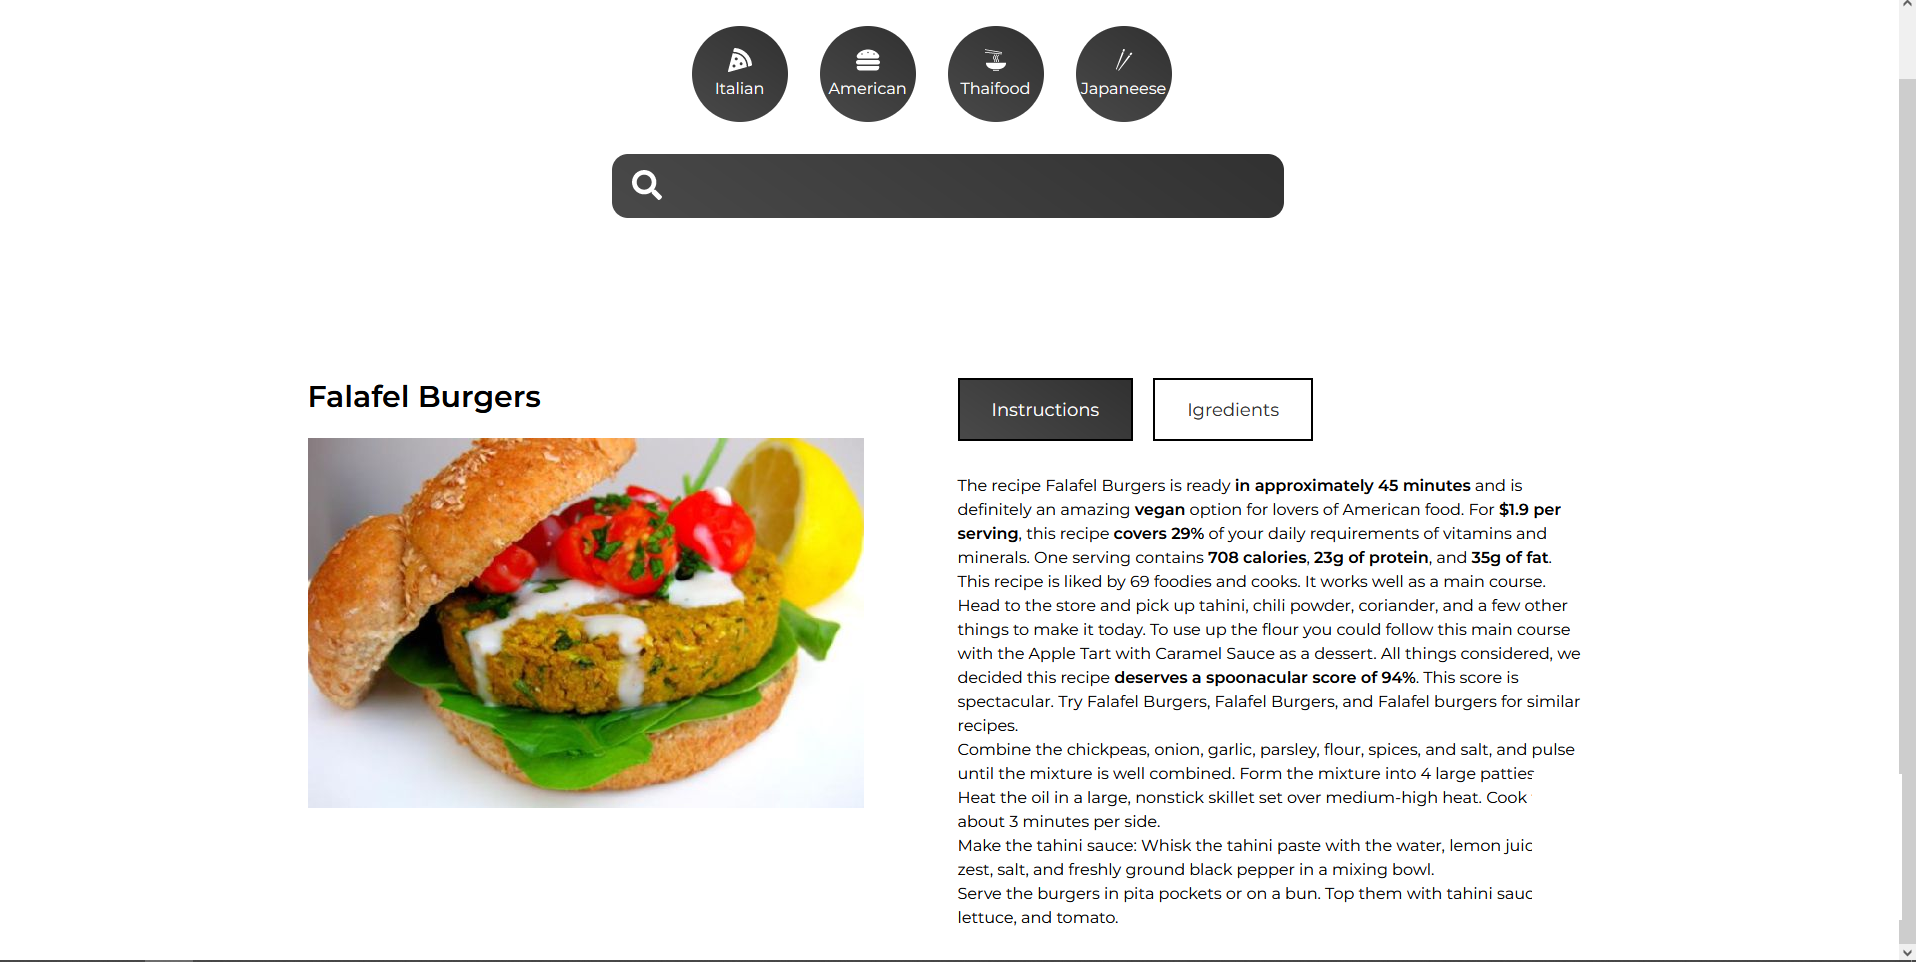 Italian
American
Thaifood
Japaneese
Falafel Burgers
Instructions
Igredients
The recipe Falafel Burgers is ready in approximately 45 minutes and is
definitely an amazing vegan option for lovers of American food. For $1.9 per
serving, this recipe covers 29% of your daily requirements of vitamins and
minerals. One serving contains 708 calories, 23g of protein, and 35g of fat.
This recipe is liked by 69 foodies and cooks. It works well as a main course.
Head to the store and pick up tahini, chili powder, coriander, and a few other
things to make it today. To use up the flour you could follow this main course
with the Apple Tart with Caramel Sauce as a dessert. All things considered, we
decided this recipe deserves a spoonacular score of 94%. This score is
spectacular. Try Falafel Burgers, Falafel Burgers, and Falafel burgers for similar
recipes.
Combine the chickpeas, onion, garlic, parsley, flour, spices, and salt, and pulse
until the mixture is well combined. Form the mixture into 4 large patties
Heat the oil in a large, nonstick skillet set over medium-high heat. Cook
about 3 minutes per side.
Make the tahini sauce: Whisk the tahini paste with the water, lemon juic
zest, salt, and freshly ground black pepper in a mixing bowl.
Serve the burgers in pita pockets or on a bun. Top them with tahini sauc
lettuce, and tomato.